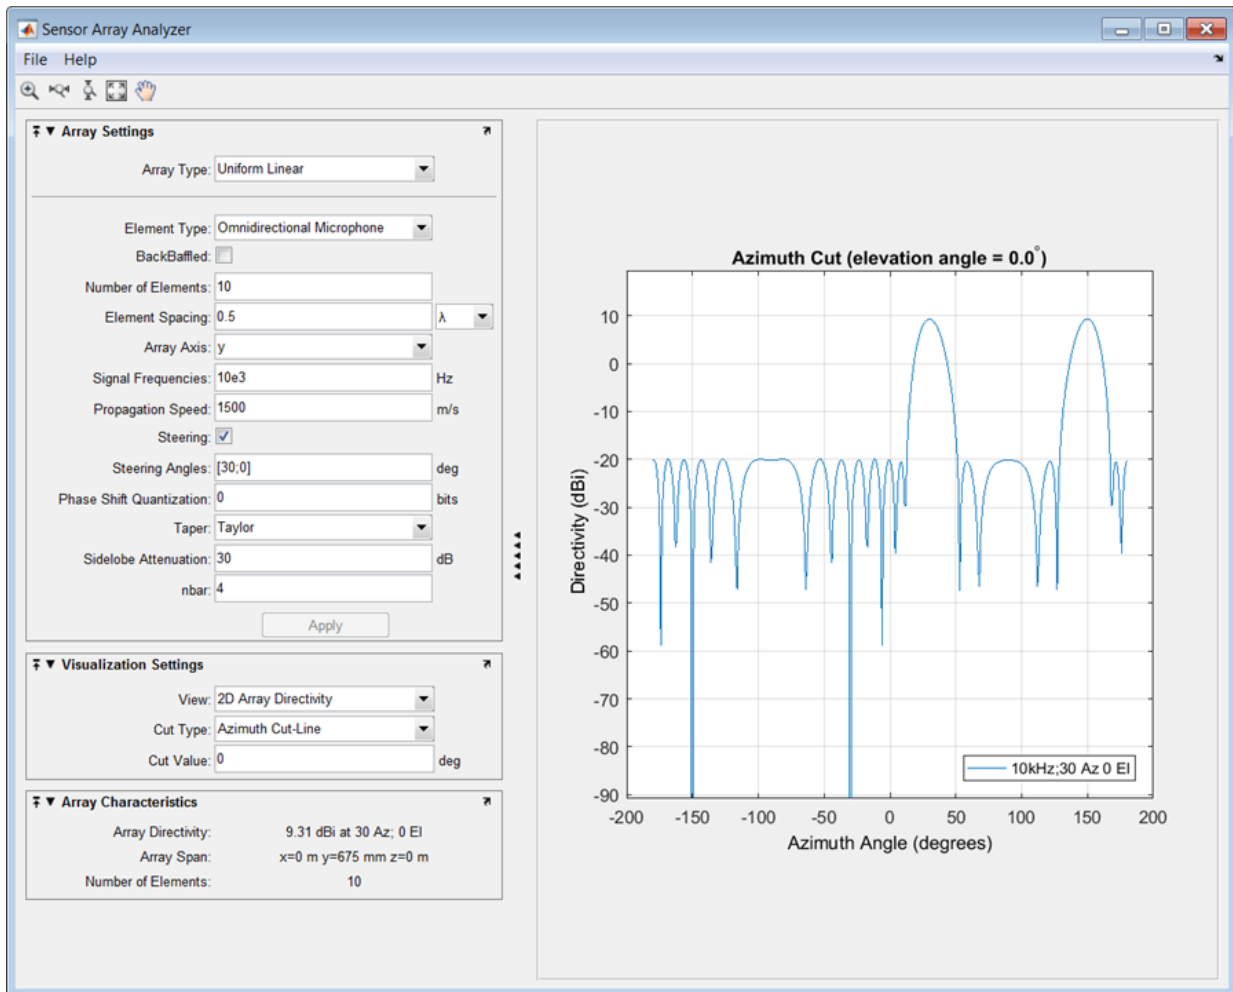 Sensor Array Analyzer
File Help
Array Settings
Array Type: Uniform Linear
Element Type: Omnidirectional Microphone
BackBaffled:
Number of Elements: 10
Element Spacing: 0.5 λ
Array Axis: y
Signal Frequencies: 10e3 Hz
Propagation Speed: 1500 m/s
Steering:
Steering Angles: [30;0] deg
Phase Shift Quantization: 0 bits
Taper: Taylor
Sidelobe Attenuation: 30 dB
nbar: 4
Apply
Visualization Settings
View: 2D Array Directivity
Cut Type: Azimuth Cut-Line
Cut Value: 0 deg
Array Characteristics
Array Directivity: 9.31 dBi at 30 Az; 0 El
Array Span: x=0 m y=675 mm z=0 m
Number of Elements: 10
Azimuth Cut (elevation angle = 0.0°)
Directivity (dBi)
10
0
-10
-20
-30
-40
-50
-60
-70
-80
-90
10kHz;30 Az 0 El
-200 -150 -100 -50 0 50 100 150 200
Azimuth Angle (degrees)